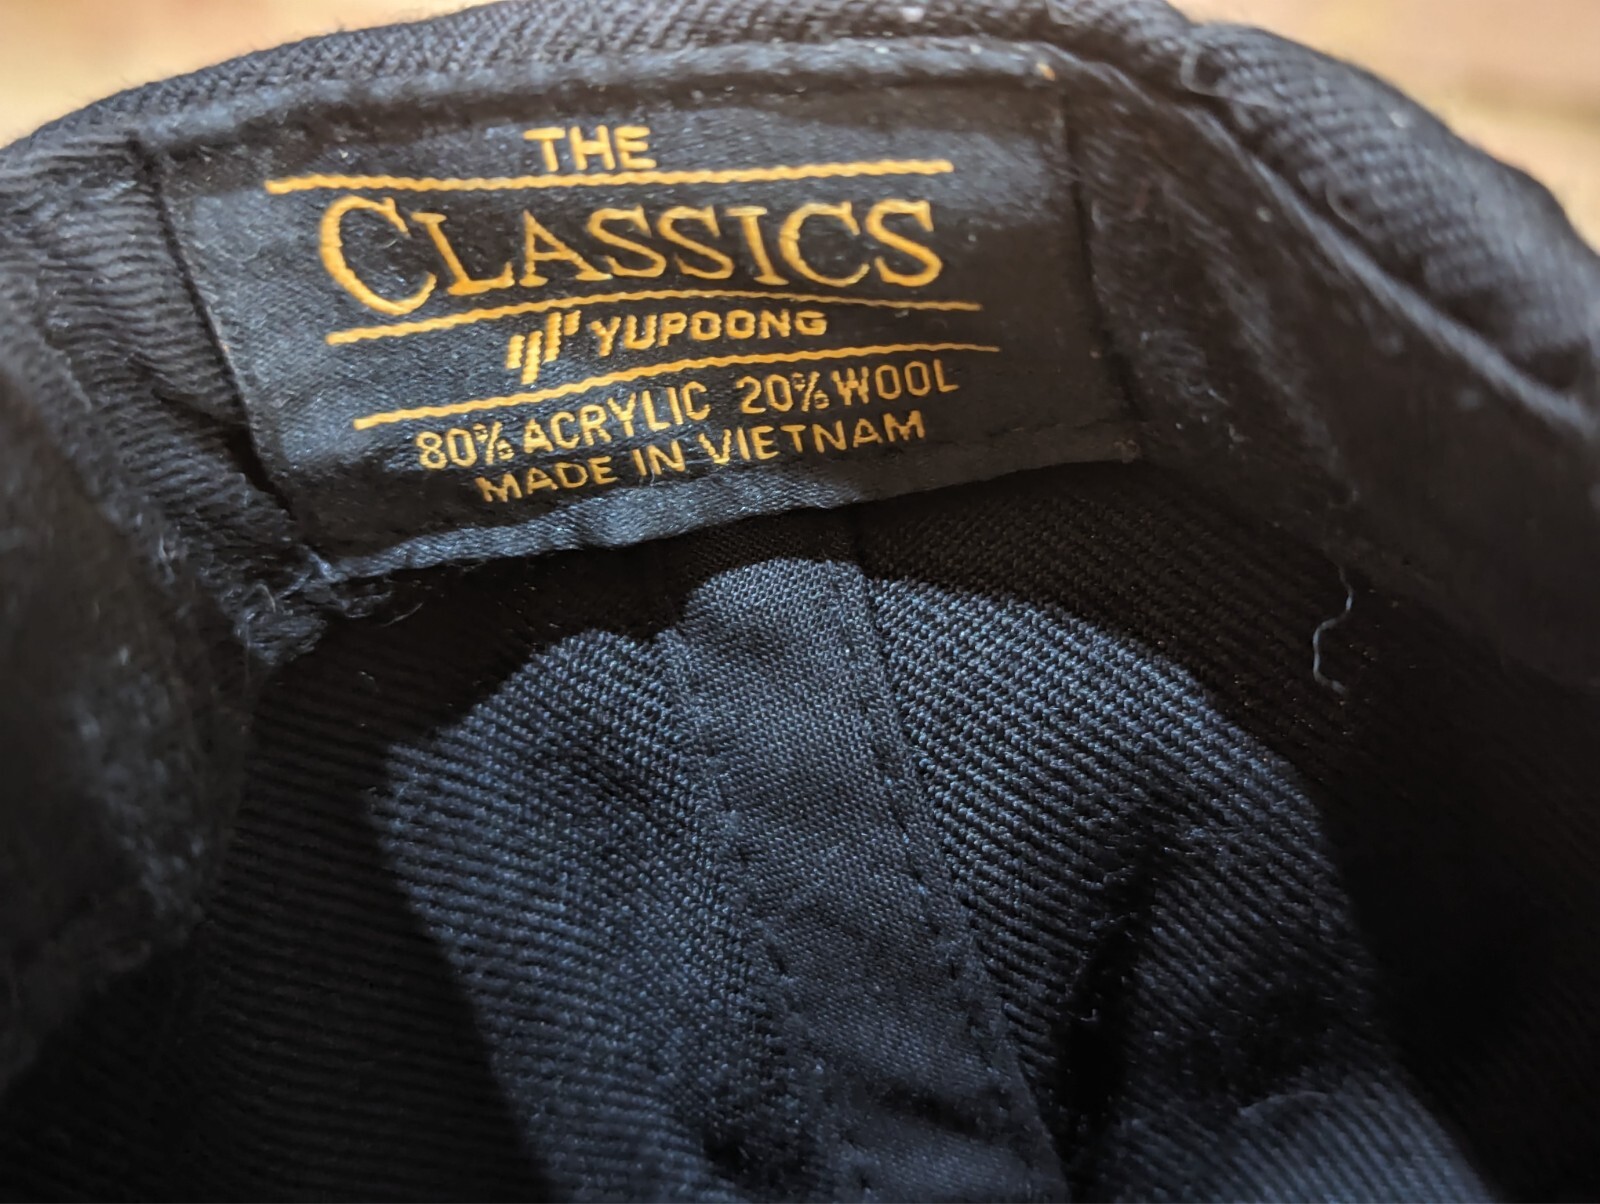 THE
CLASSICS
YUPOONG
80% ACRYLIC 20% WOOL
MADE IN VIETNAM